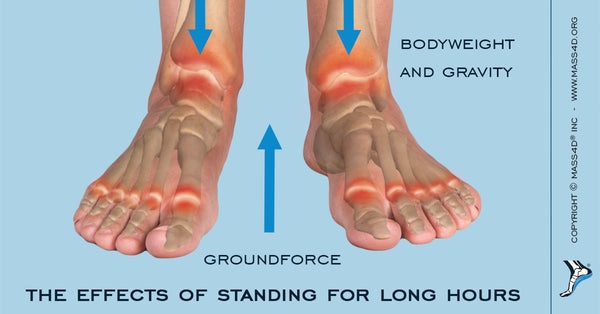 BODYWEIGHT
AND GRAVITY
GROUNDFORCE
THE EFFECTS OF STANDING FOR LONG HOURS
COPYRIGHT © MASS4D® INC - WWW.MASS4D.ORG
®